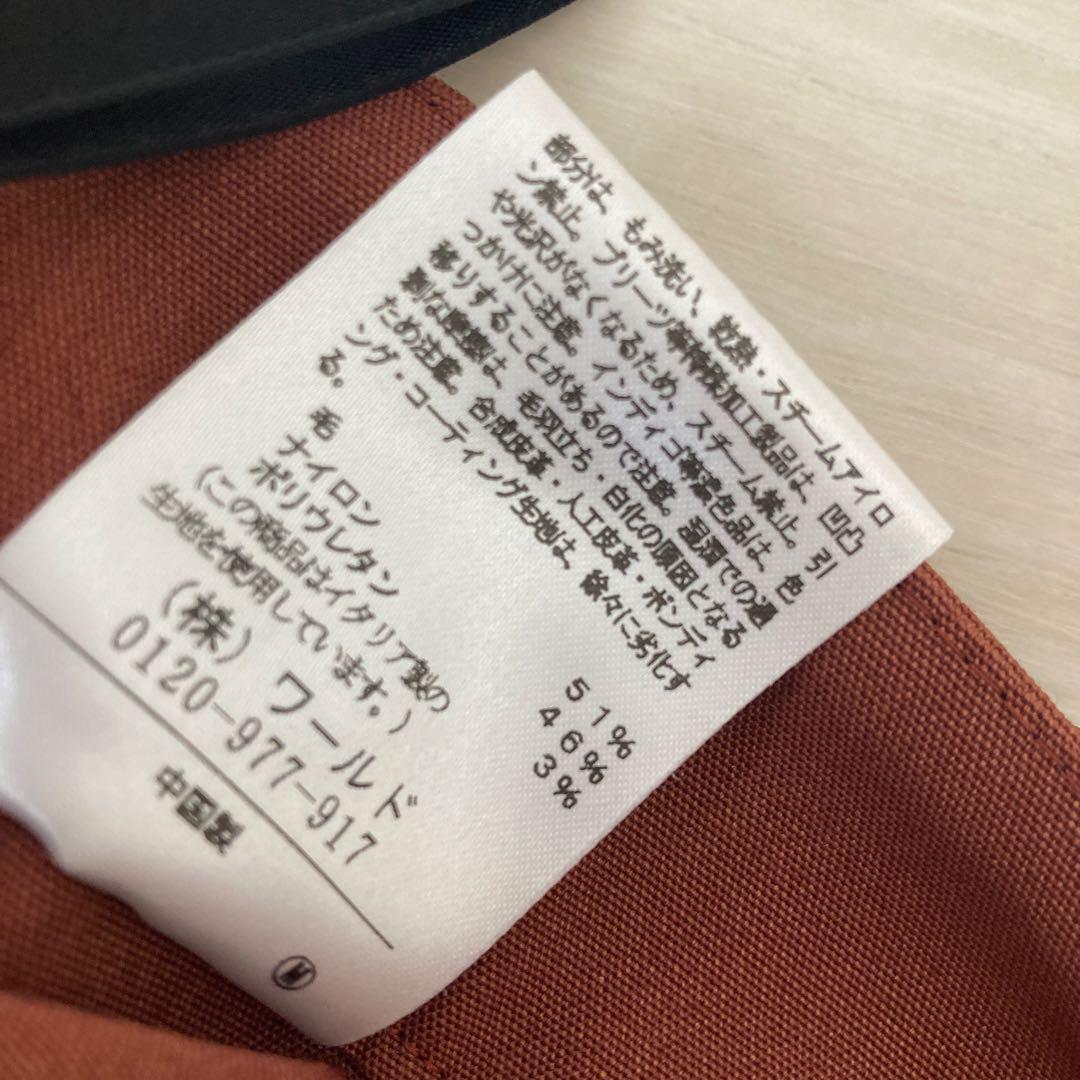 部分は、もみ洗い、乾熱・スチームアイロ
ン禁止。プリーツ等特殊加工製品は、凹凸
や光沢がなくなるため、スチーム禁止。引
っかけに注意。インディゴ等濃色品は、色
移りすることがあるので注意。湿潤での過
剰な摩擦は、毛羽立ち・白化の原因となる
ため注意。合成皮革・人工皮革・ボンディ
ング・コーティング生地は、徐々に劣化す
る。
毛 51%
ナイロン 46%
ポリウレタン 3%
(この商品はイタリア製の
生地を使用しています。)
(株)ワールド
0120-977-917
中国製